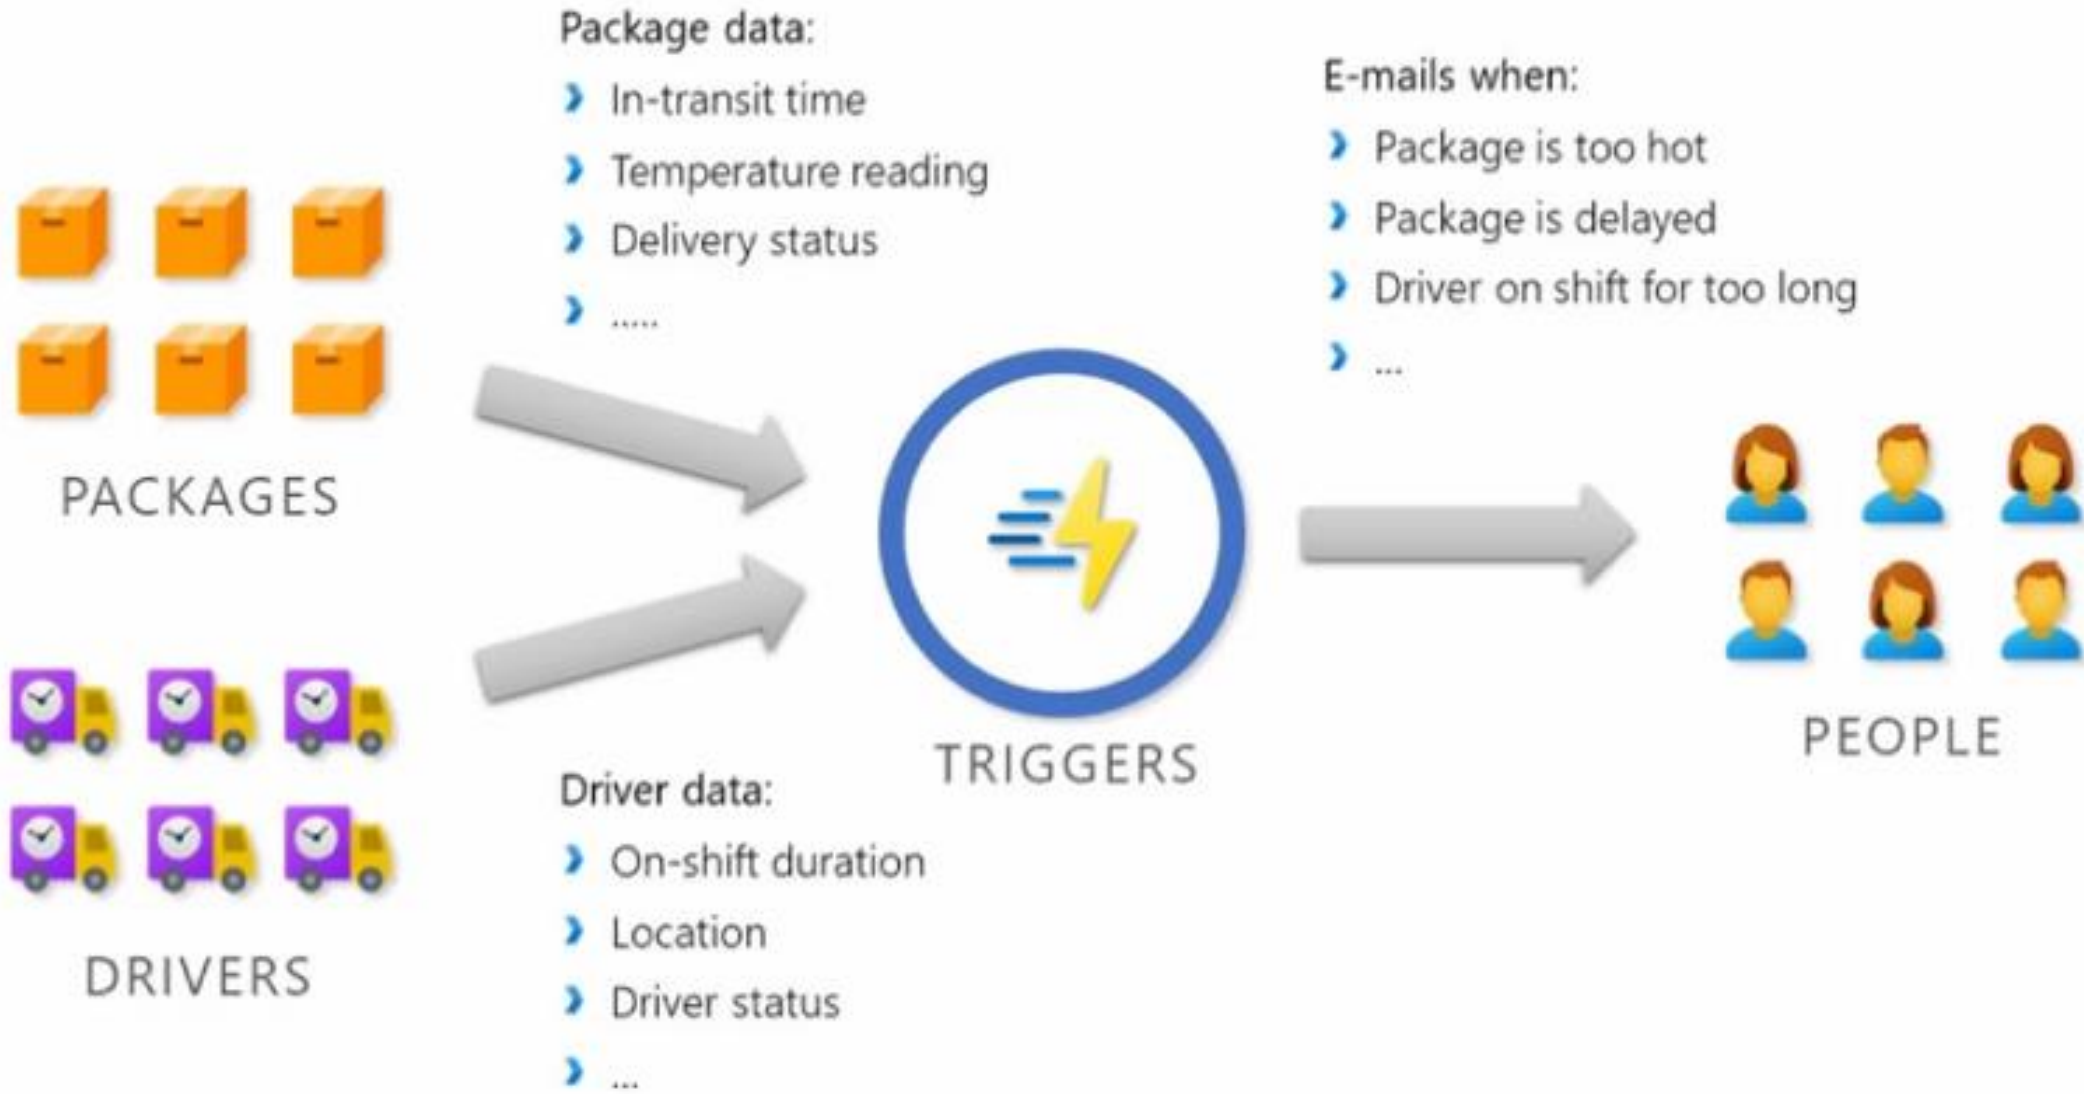 Package data:
In-transit time
Temperature reading
Delivery status
.....
E-mails when:
Package is too hot
Package is delayed
Driver on shift for too long
...
PACKAGES
TRIGGERS
PEOPLE
DRIVERS
Driver data:
On-shift duration
Location
Driver status
...